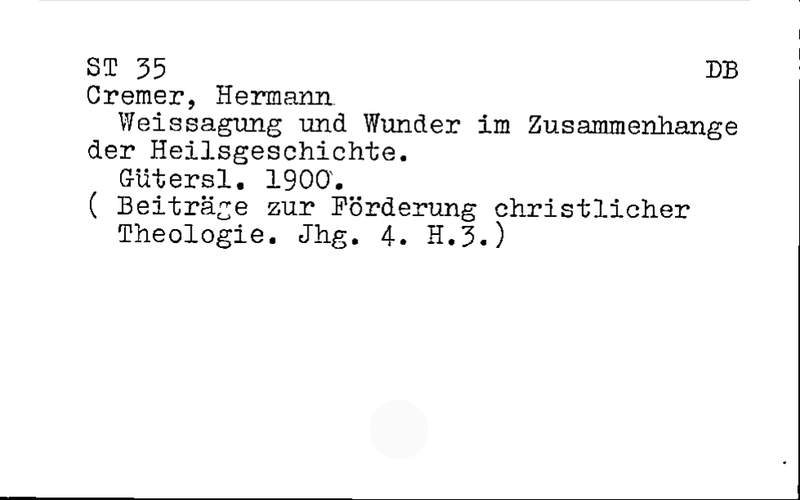 ST 35 DB
Cremer, Hermann
Weissagung und Wunder im Zusammenhange
der Heilsgeschichte.
Gütersl. 1900.
( Beiträge zur Förderung christlicher
Theologie. Jhg. 4. H.3.)